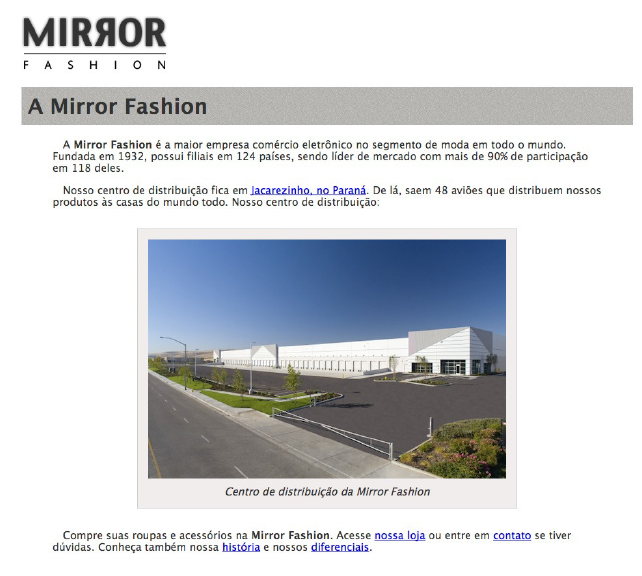 MIRROR
FASHION
A Mirror Fashion
A Mirror Fashion é a maior empresa comércio eletrônico no segmento de moda em todo o mundo.
Fundada em 1932, possui filiais em 124 países, sendo líder de mercado com mais de 90% de participação
em 118 deles.
Nosso centro de distribuição fica em Jacarezinho, no Paraná. De lá, saem 48 aviões que distribuem nossos
produtos às casas do mundo todo. Nosso centro de distribuição:
Centro de distribuição da Mirror Fashion
Compre suas roupas e acessórios na Mirror Fashion. Acesse nossa loja ou entre em contato se tiver
dúvidas. Conheça também nossa história e nossos diferenciais.